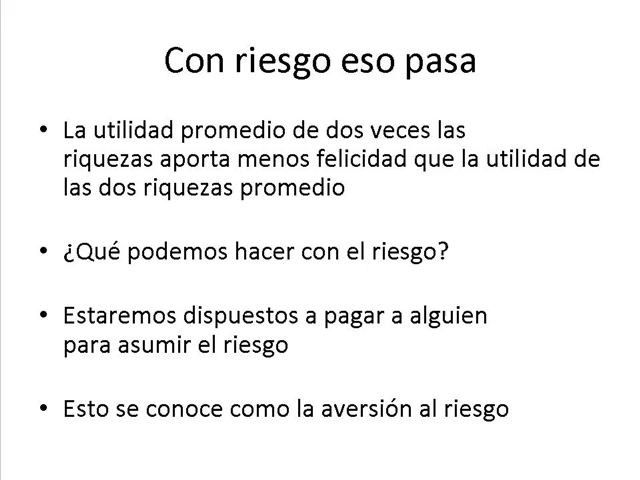 Con riesgo eso pasa
• La utilidad promedio de dos veces las
riquezas aporta menos felicidad que la utilidad de
las dos riquezas promedio
• ¿Qué podemos hacer con el riesgo?
• Estaremos dispuestos a pagar a alguien
para asumir el riesgo
• Esto se conoce como la aversión al riesgo